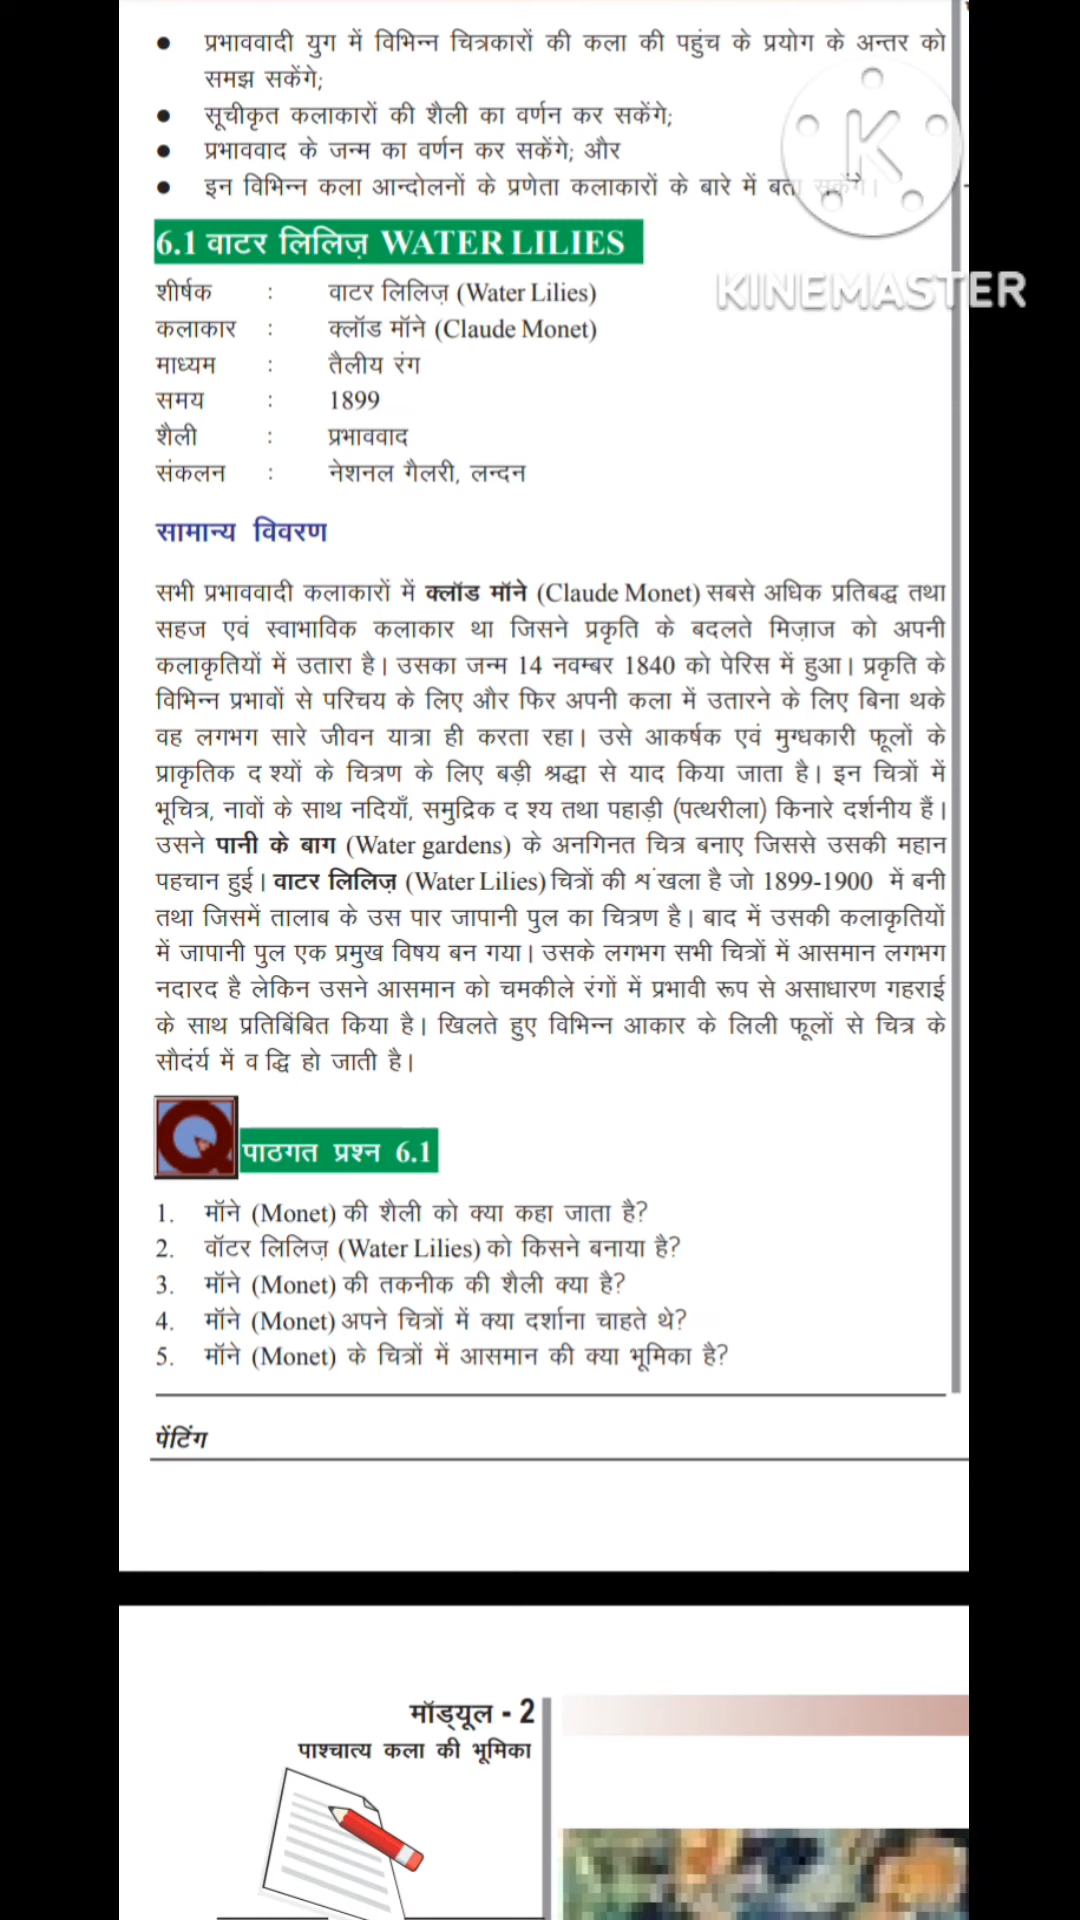 ● प्रभाववादी युग में विभिन्न चित्रकारों की कला की पहुंच के प्रयोग के अन्तर को
समझ सकेंगे;
● सूचीकृत कलाकारों की शैली का वर्णन कर सकेंगे;
● प्रभाववाद के जन्म का वर्णन कर सकेंगे; और
● इन विभिन्न कला आन्दोलनों के प्रणेता कलाकारों के बारे में बता सकेंगे।
K
KINEMASTER
6.1 वाटर लिलिज़ WATER LILIES
शीर्षक : वाटर लिलिज़ (Water Lilies)
कलाकार : क्लॉड मॉने (Claude Monet)
माध्यम : तैलीय रंग
समय : 1899
शैली : प्रभाववाद
संकलन : नेशनल गैलरी, लन्दन
सामान्य विवरण
सभी प्रभाववादी कलाकारों में क्लॉड मॉने (Claude Monet) सबसे अधिक प्रतिबद्ध तथा
सहज एवं स्वाभाविक कलाकार था जिसने प्रकृति के बदलते मिज़ाज को अपनी
कलाकृतियों में उतारा है। उसका जन्म 14 नवम्बर 1840 को पेरिस में हुआ। प्रकृति के
विभिन्न प्रभावों से परिचय के लिए और फिर अपनी कला में उतारने के लिए बिना थके
वह लगभग सारे जीवन यात्रा ही करता रहा। उसे आकर्षक एवं मुग्धकारी फूलों के
प्राकृतिक द श्यों के चित्रण के लिए बड़ी श्रद्धा से याद किया जाता है। इन चित्रों में
भूचित्र, नावों के साथ नदियाँ, समुद्रिक द श्य तथा पहाड़ी (पत्थरीला) किनारे दर्शनीय हैं।
उसने पानी के बाग (Water gardens) के अनगिनत चित्र बनाए जिससे उसकी महान
पहचान हुई। वाटर लिलिज़ (Water Lilies) चित्रों की श ंखला है जो 1899-1900 में बनी
तथा जिसमें तालाब के उस पार जापानी पुल का चित्रण है। बाद में उसकी कलाकृतियों
में जापानी पुल एक प्रमुख विषय बन गया। उसके लगभग सभी चित्रों में आसमान लगभग
नदारद है लेकिन उसने आसमान को चमकीले रंगों में प्रभावी रूप से असाधारण गहराई
के साथ प्रतिबिंबित किया है। खिलते हुए विभिन्न आकार के लिली फूलों से चित्र के
सौदंर्य में व द्धि हो जाती है।
Q
पाठगत प्रश्न 6.1
1. मॉने (Monet) की शैली को क्या कहा जाता है?
2. वॉटर लिलिज़ (Water Lilies) को किसने बनाया है?
3. मॉने (Monet) की तकनीक की शैली क्या है?
4. मॉने (Monet) अपने चित्रों में क्या दर्शाना चाहते थे?
5. मॉने (Monet) के चित्रों में आसमान की क्या भूमिका है?
पेंटिंग
मॉड्यूल - 2
पाश्चात्य कला की भूमिका